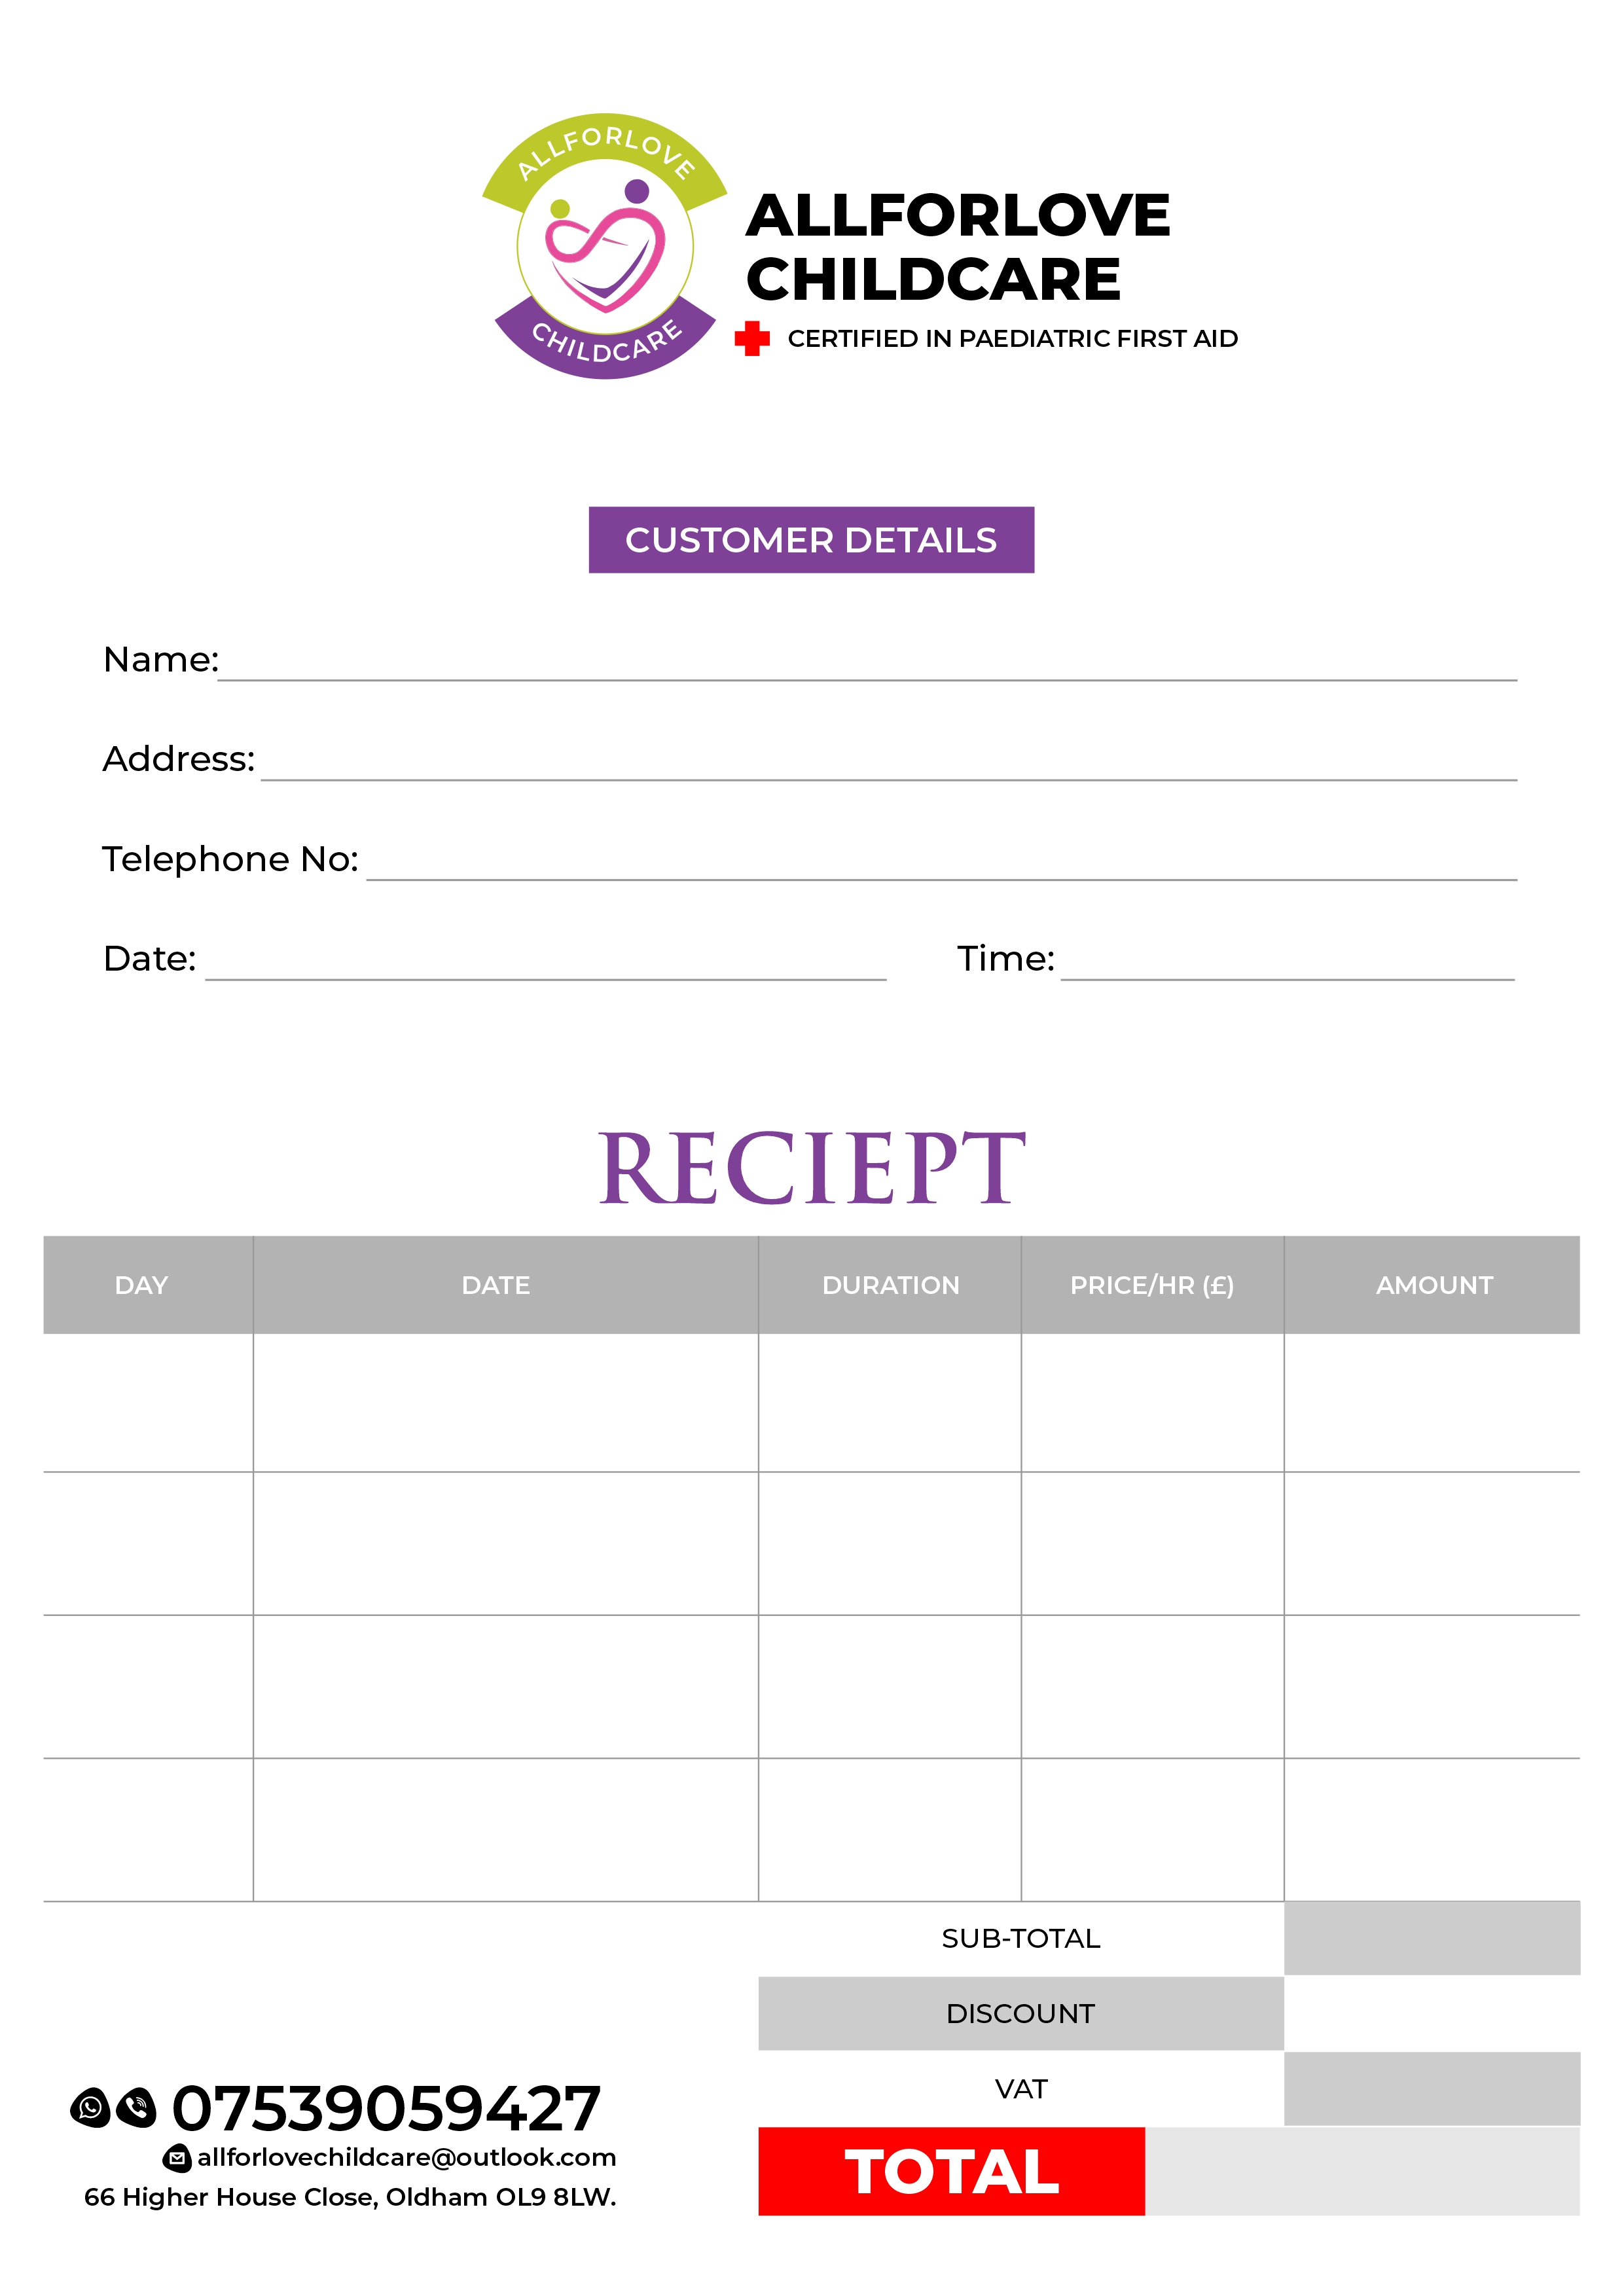 ALLFORLOVE
CHILDCARE
ALLFORLOVE
CHILDCARE
CERTIFIED IN PAEDIATRIC FIRST AID
CUSTOMER DETAILS
Name:
Address:
Telephone No:
Date: Time:
RECIEPT
DAY DATE DURATION PRICE/HR (£) AMOUNT
SUB-TOTAL
DISCOUNT
VAT
TOTAL
07539059427
allforlovechildcare@outlook.com
66 Higher House Close, Oldham OL9 8LW.